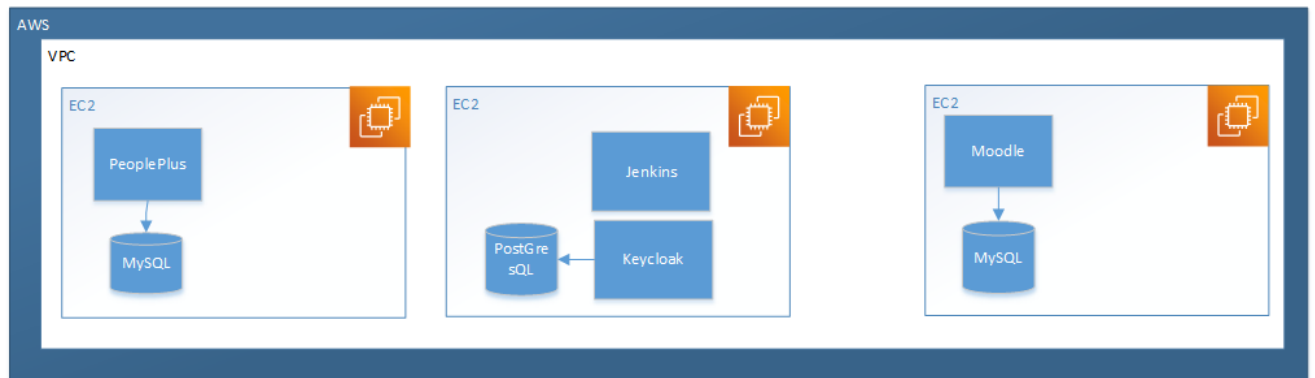 AWS
VPC
EC2
PeoplePlus
MySQL
EC2
Jenkins
PostGre
sQL
Keycloak
EC2
Moodle
MySQL